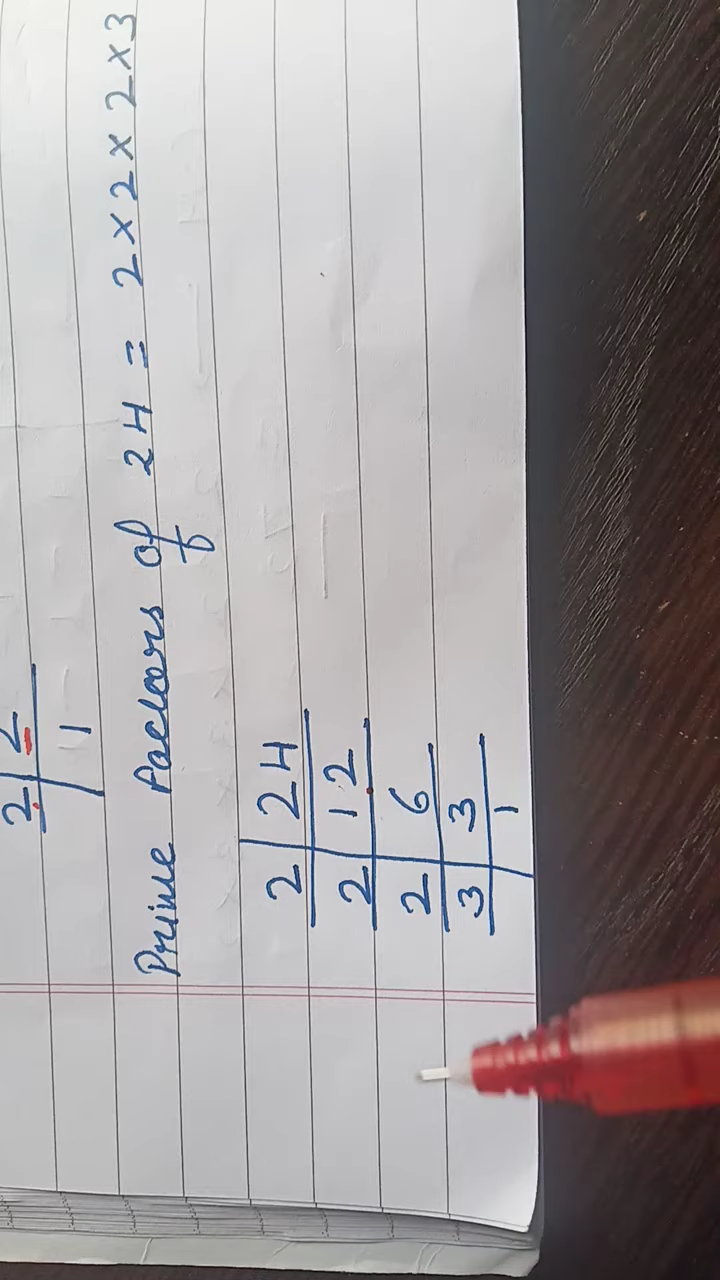 2 | 2
1
Prime Factors of 24 = 2 x 2 x 2 x 3
2 | 24
2 | 12
2 | 6
3 | 3
1